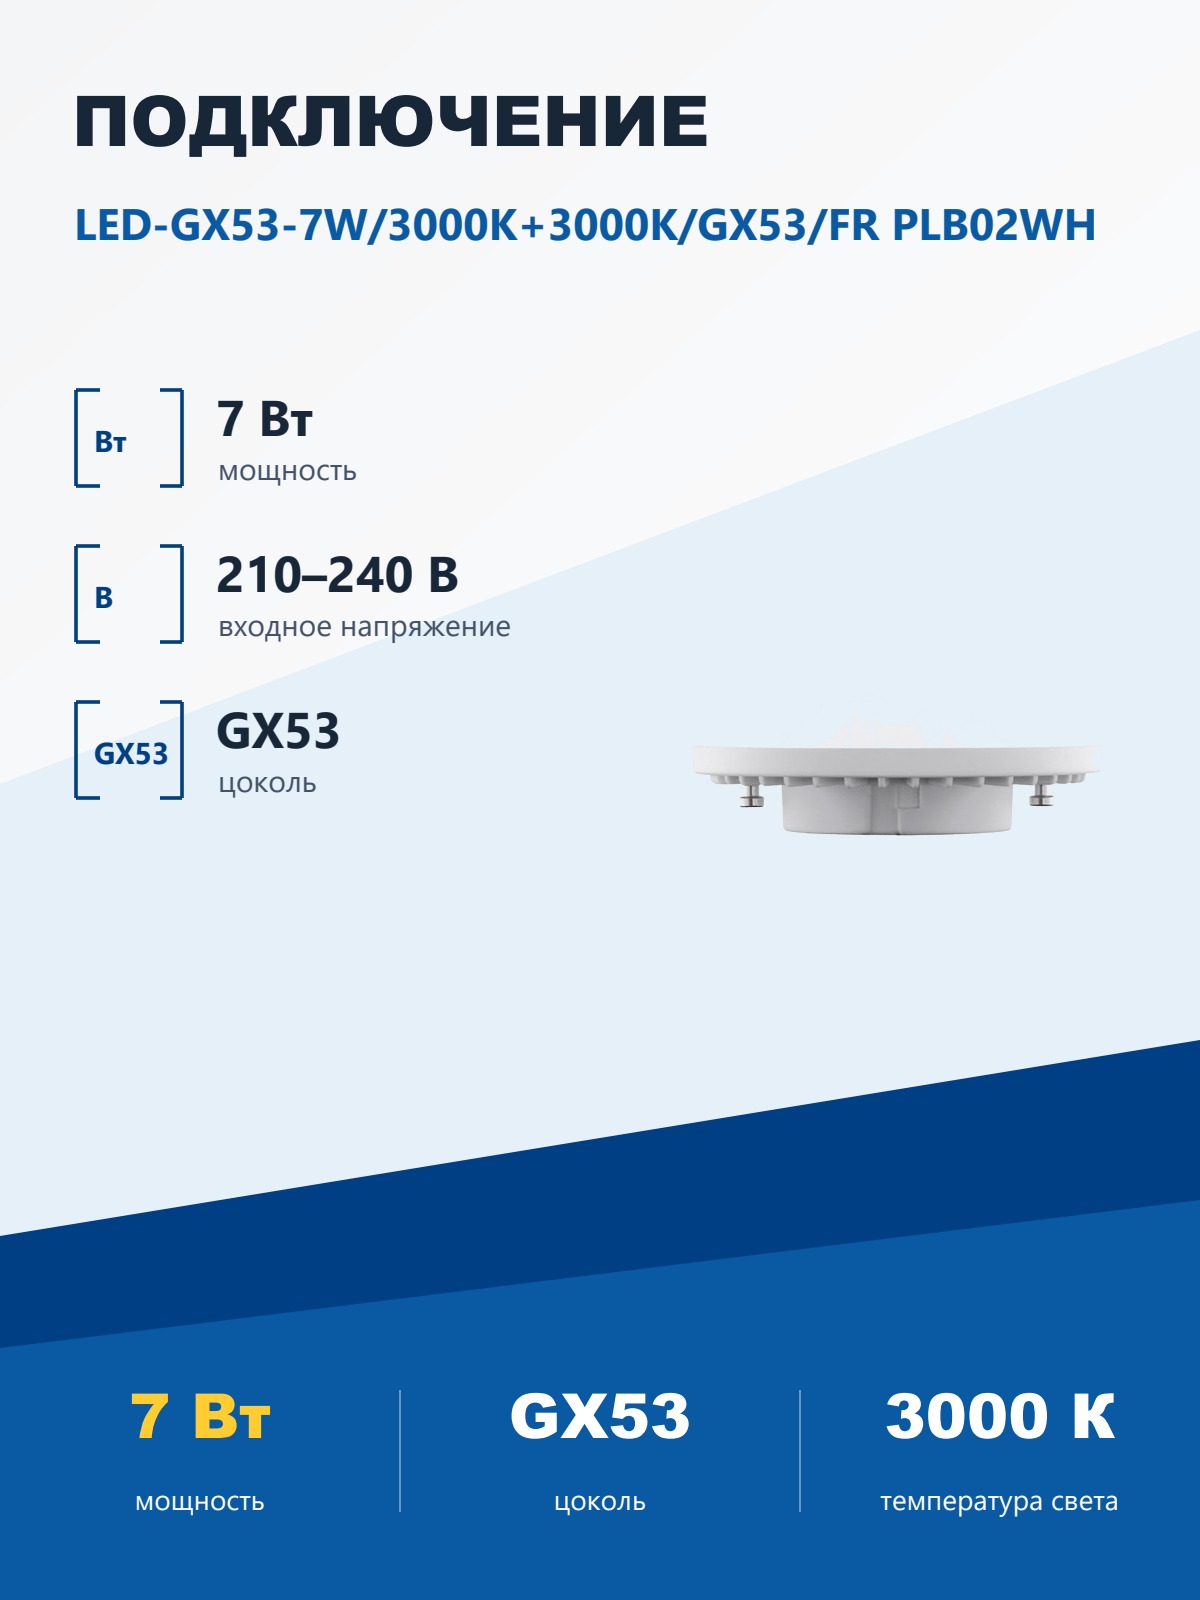 ПОДКЛЮЧЕНИЕ
LED-GX53-7W/3000K+3000K/GX53/FR PLB02WH
Вт
7 Вт
мощность
В
210–240 В
входное напряжение
GX53
GX53
цоколь
7 Вт
GX53
3000 К
мощность
цоколь
температура света